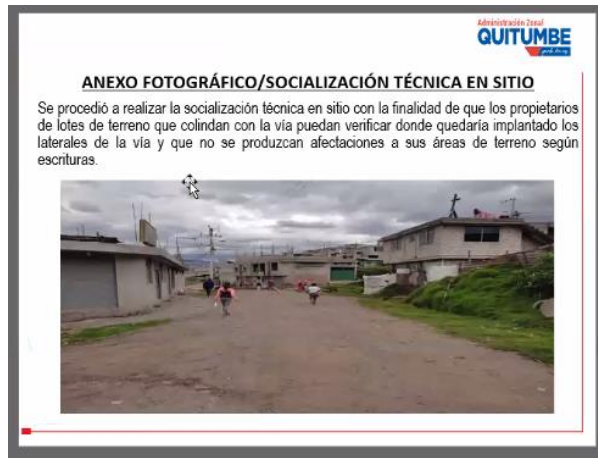 Administración Zonal
QUITUMBE
ANEXO FOTOGRÁFICO/SOCIALIZACIÓN TÉCNICA EN SITIO
Se procedió a realizar la socialización técnica en sitio con la finalidad de que los propietarios
de lotes de terreno que colindan con la vía puedan verificar donde quedaría implantado los
laterales de la vía y que no se produzcan afectaciones a sus áreas de terreno según
escrituras.